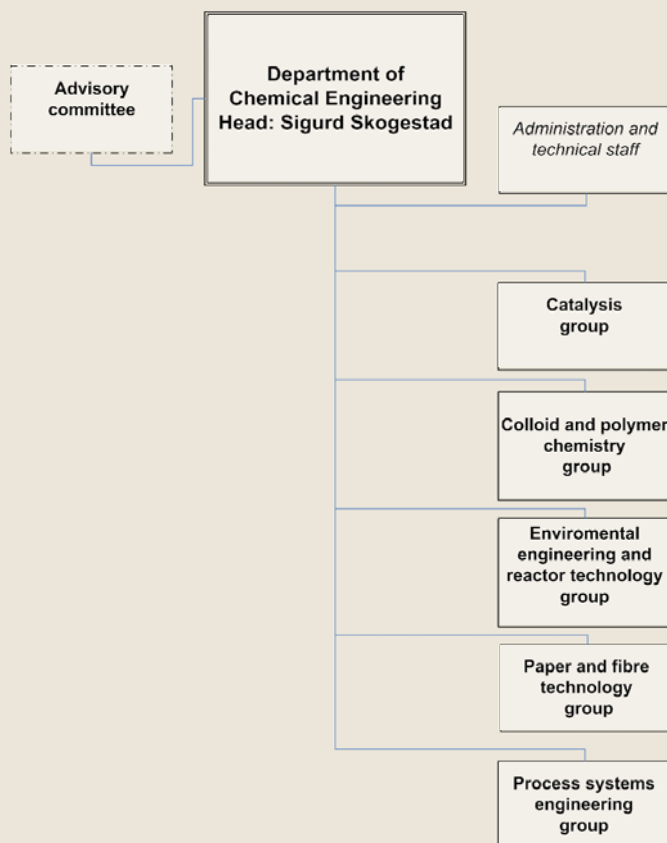 Advisory
committee
Department of
Chemical Engineering
Head: Sigurd Skogestad
Administration and
technical staff
Catalysis
group
Colloid and polymer
chemistry
group
Enviromental
engineering and
reactor technology
group
Paper and fibre
technology
group
Process systems
engineering
group